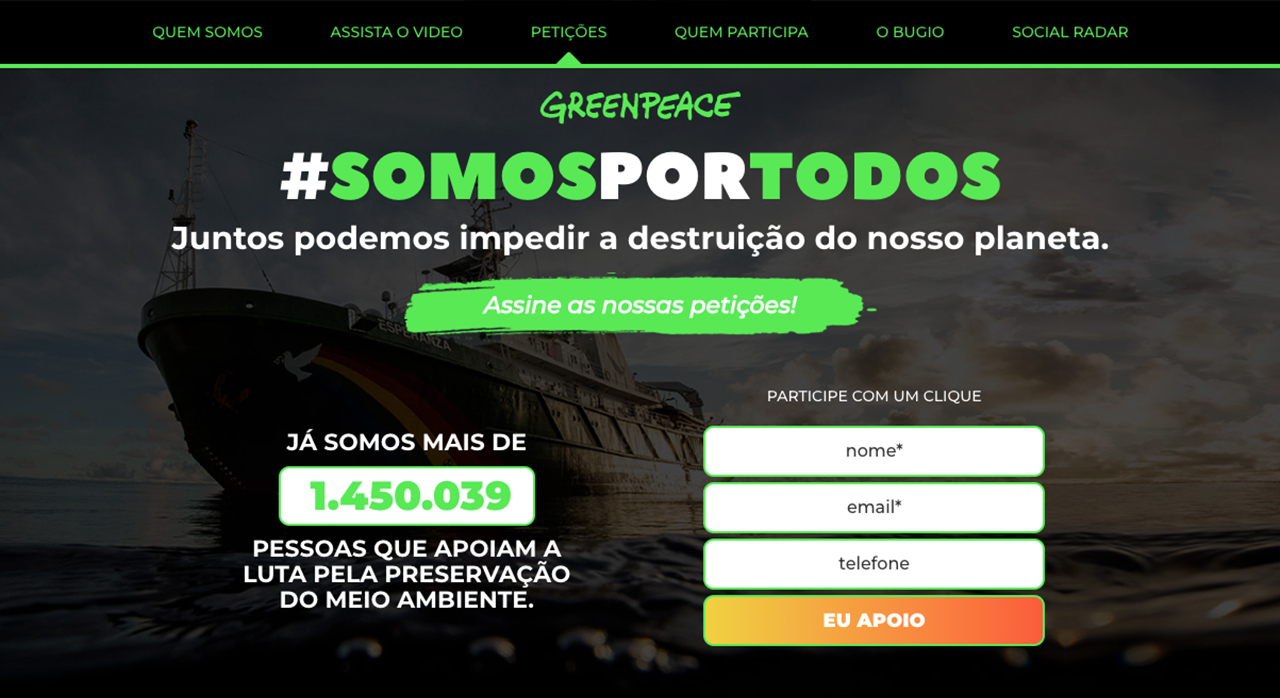 QUEM SOMOS ASSISTA O VIDEO PETIÇÕES QUEM PARTICIPA O BUGIO SOCIAL RADAR
GREENPEACE
#SOMOSPORTODOS
Juntos podemos impedir a destruição do nosso planeta.
Assine as nossas petições!
ESPERANZA
JÁ SOMOS MAIS DE
1.450.039
PESSOAS QUE APOIAM A
LUTA PELA PRESERVAÇÃO
DO MEIO AMBIENTE.
PARTICIPE COM UM CLIQUE
nome*
email*
telefone
EU APOIO